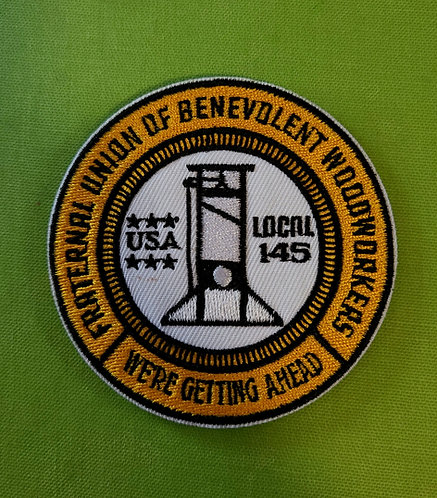 FRATERNAL UNION OF BENEVOLENT WOODWORKERS
USA
LOCAL
145
WE'RE GETTING AHEAD